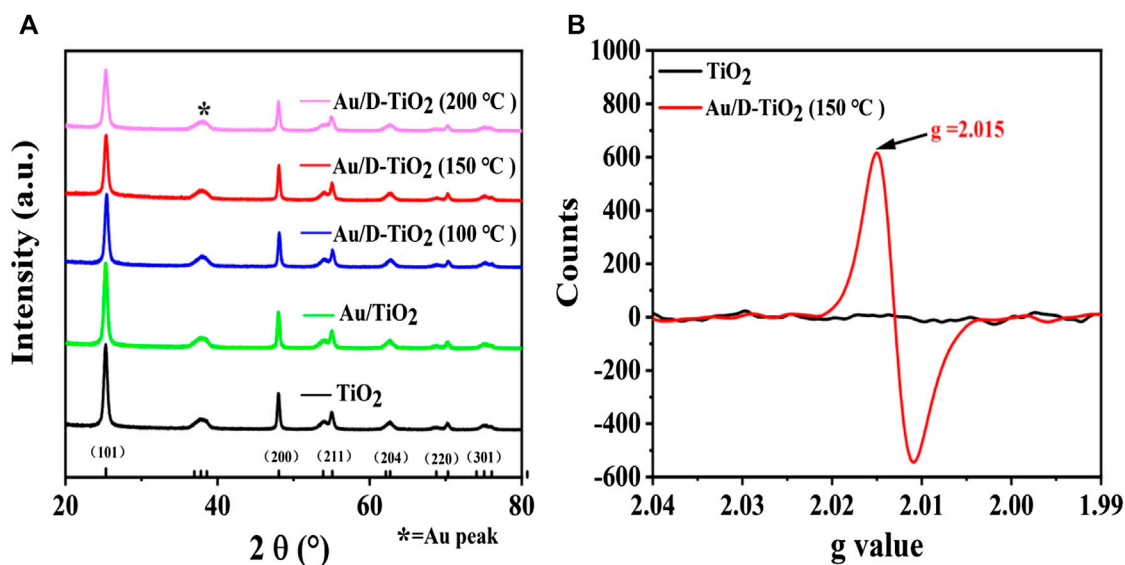 A
Intensity (a.u.)
*
Au/D-TiO2 (200 ℃ )
Au/D-TiO2 (150 ℃ )
Au/D-TiO2 (100 ℃ )
Au/TiO2
TiO2
(101)
(200)
(211)
(204)
(220)
(301)
20
40
60
80
2 θ (°)
*=Au peak
B
Counts
1000
800
600
400
200
0
-200
-400
-600
TiO2
Au/D-TiO2 (150 ℃ )
g =2.015
2.04
2.03
2.02
2.01
2.00
1.99
g value